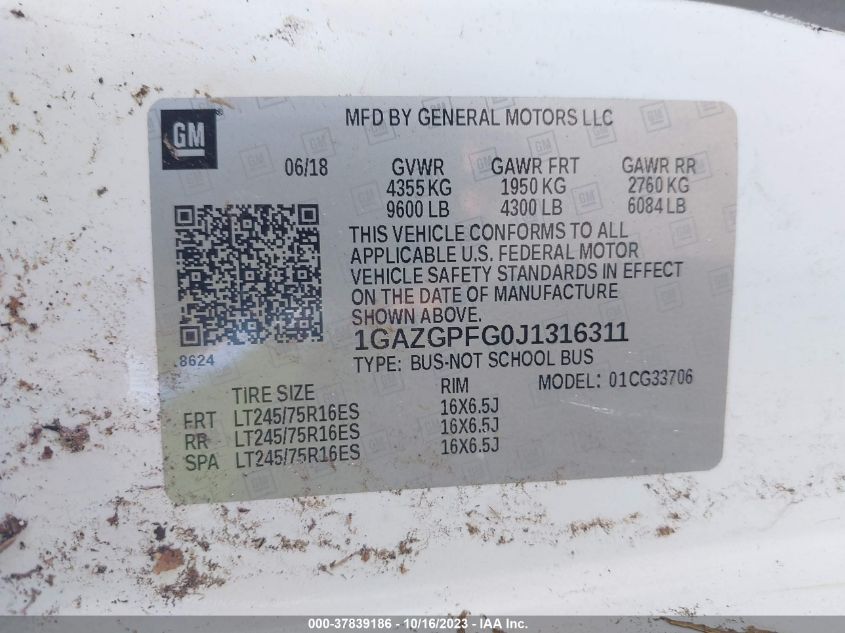 GM
MFD BY GENERAL MOTORS LLC
06/18 GVWR GAWR FRT GAWR RR
4355 KG 1950 KG 2760 KG
9600 LB 4300 LB 6084 LB
THIS VEHICLE CONFORMS TO ALL
APPLICABLE U.S. FEDERAL MOTOR
VEHICLE SAFETY STANDARDS IN EFFECT
ON THE DATE OF MANUFACTURE
SHOWN ABOVE.
1GAZGPFG0J1316311
8624
TYPE: BUS-NOT SCHOOL BUS
TIRE SIZE RIM MODEL: 01CG33706
FRT LT245/75R16ES 16X6.5J
RR LT245/75R16ES 16X6.5J
SPA LT245/75R16ES 16X6.5J
000-37839186 - 10/16/2023 - IAA Inc.